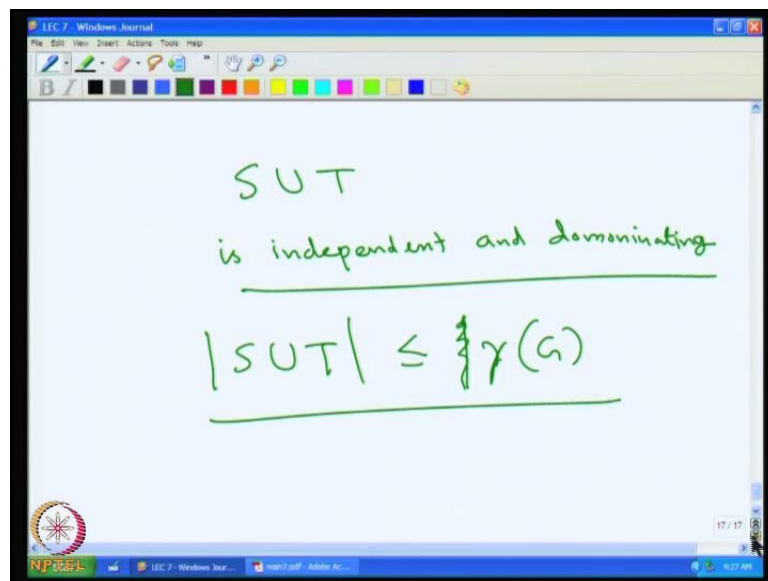 LEC 7 - Windows Journal
File Edit View Insert Actions Tools Help
B I
S ∪ T
is independent and domoninating
|S ∪ T| ≤ γ(G)
17 / 17
NPTEL
LEC 7 - Windows Jour...
main7.pdf - Adobe Ac...
4:27 AM